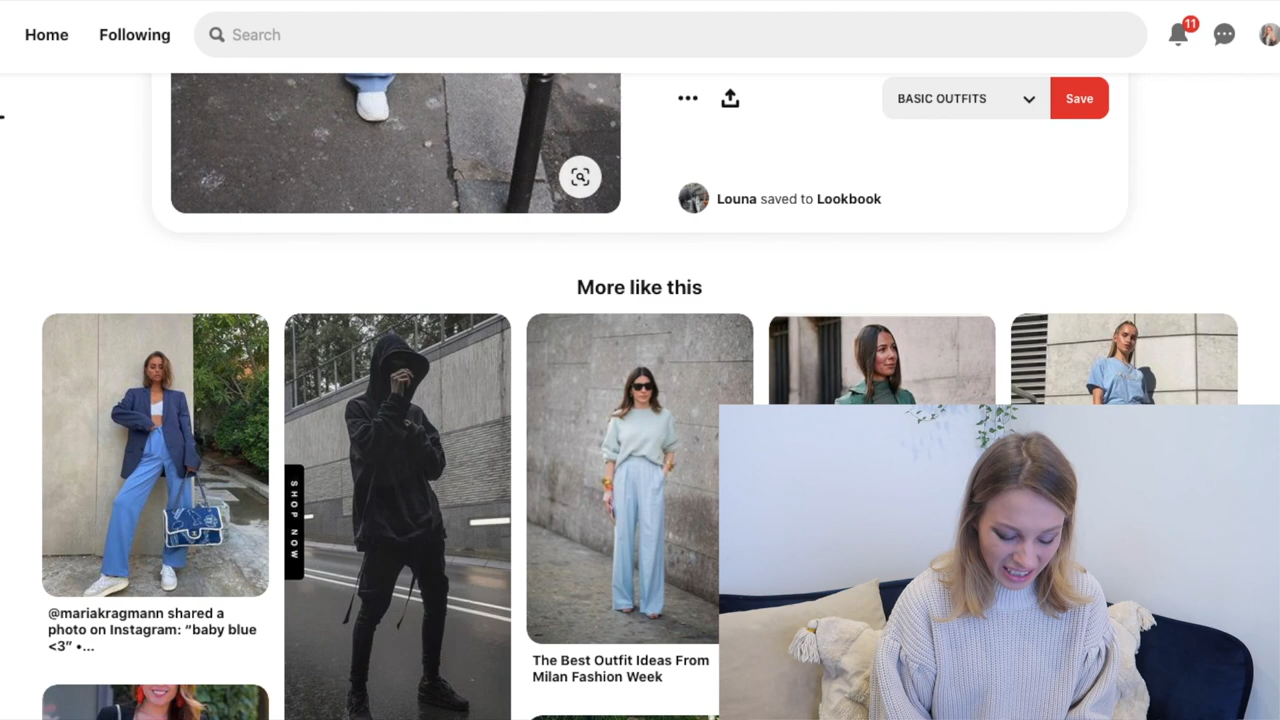 Home
Following
Search
11
BASIC OUTFITS
Save
Louna saved to Lookbook
More like this
SHOP NOW
@mariakragmann shared a
photo on Instagram: “baby blue
<3” •...
The Best Outfit Ideas From
Milan Fashion Week